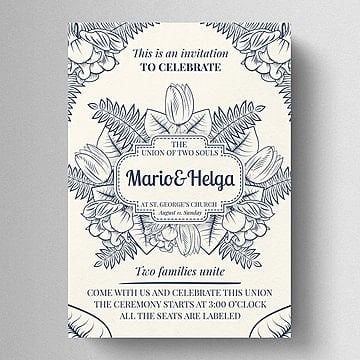 This is an invitation
TO CELEBRATE
THE
UNION OF TWO SOULS
Mario&Helga
AT ST. GEORGE'S CHURCH
August 11. Sunday
Two families unite
COME WITH US AND CELEBRATE THIS UNION
THE CEREMONY STARTS AT 3:00 O'CLOCK
ALL THE SEATS ARE LABELED